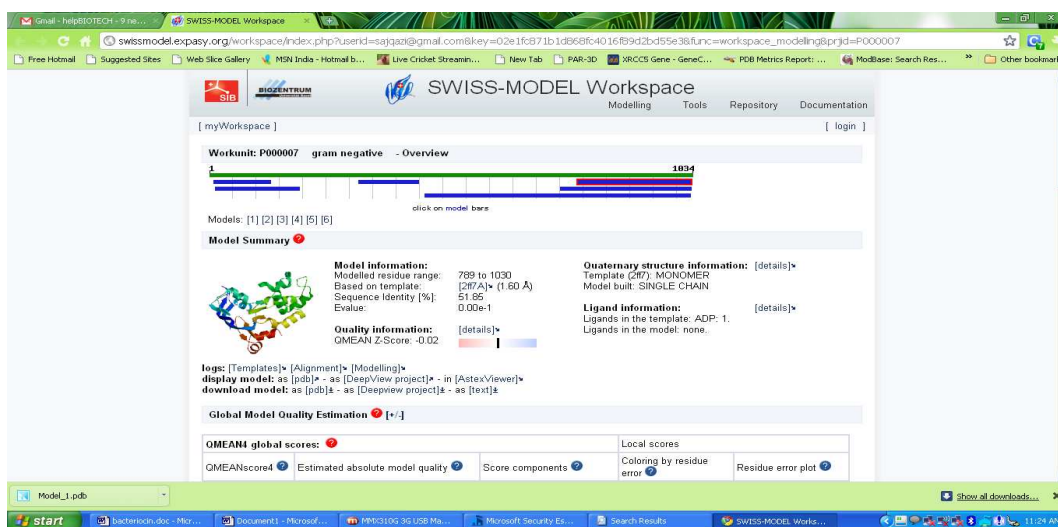 Gmail - helpBIOTECH - 9 ne... SWISS-MODEL Workspace
swissmodel.expasy.org/workspace/index.php?userid=sajqazi@gmail.com&key=02e1fc871b1d868fc4016f89d2bd55e3&func=workspace_modelling&prjid=P000007
Free Hotmail Suggested Sites Web Slice Gallery MSN India - Hotmail b... Live Cricket Streamin... New Tab PAR-3D XRCC5 Gene - GeneC... PDB Metrics Report: ... ModBase: Search Res... » Other bookmark
SIB BIOZENTRUM SWISS-MODEL Workspace
Modelling Tools Repository Documentation
[ myWorkspace ] [ login ]
Workunit: P000007 gram negative - Overview
1 1034
click on model bars
Models: [1] [2] [3] [4] [5] [6]
Model Summary ?
Model information:
Modelled residue range: 789 to 1030
Based on template: [2ff7A] (1.60 Å)
Sequence Identity [%]: 51.85
Evalue: 0.00e-1
Quality information: [details]
QMEAN Z-Score: -0.02
Quaternary structure information: [details]
Template (2ff7): MONOMER
Model built: SINGLE CHAIN
Ligand information: [details]
Ligands in the template: ADP: 1.
Ligands in the model: none.
logs: [Templates] [Alignment] [Modelling]
display model: as [pdb] - as [DeepView project] - in [AstexViewer]
download model: as [pdb] - as [Deepview project] - as [text]
Global Model Quality Estimation ? [+/-]
QMEAN4 global scores: ? Local scores
QMEANscore4 ? Estimated absolute model quality ? Score components ? Coloring by residue error ? Residue error plot ?
Model_1.pdb Show all downloads...
start bacteriocin.doc - Micr... Document1 - Microsof... MMX310G 3G USB Ma... Microsoft Security Es... Search Results SWISS-MODEL Works... 11:24 AM